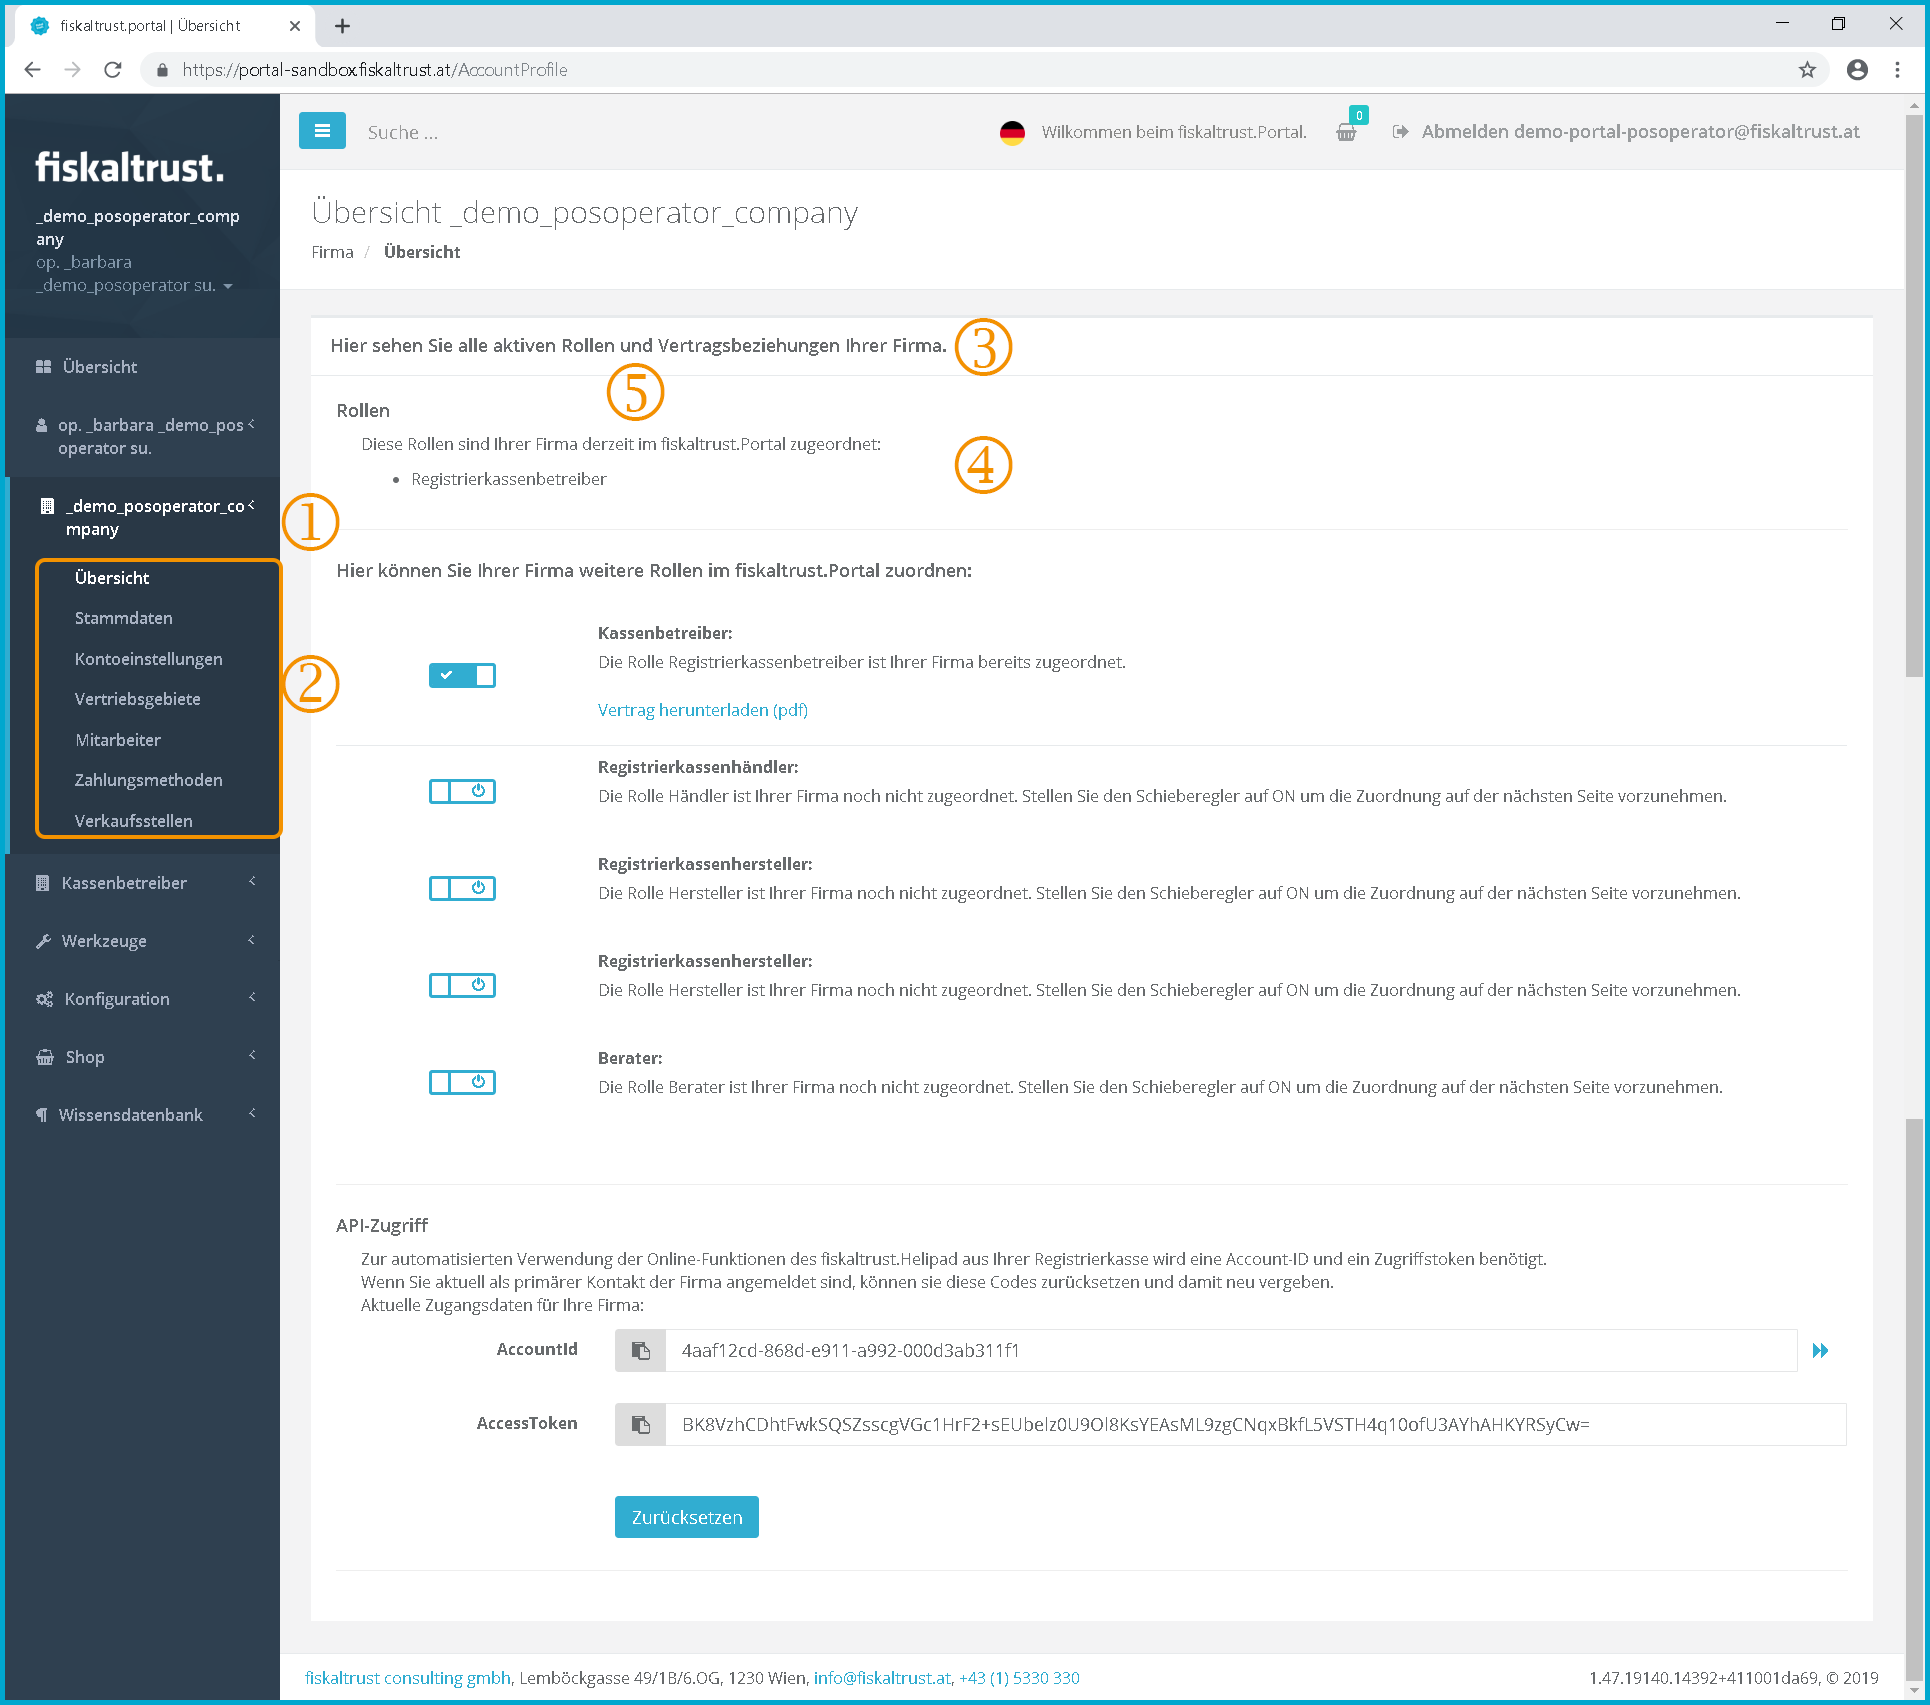 fiskaltrust.portal | Übersicht
https://portal-sandbox.fiskaltrust.at/AccountProfile
fiskaltrust.
_demo_posoperator_comp
any
op. _barbara
_demo_posoperator su.
Übersicht
op. _barbara _demo_pos
operator su.
_demo_posoperator_co
mpany
Übersicht
Stammdaten
Kontoeinstellungen
Vertriebsgebiete
Mitarbeiter
Zahlungsmethoden
Verkaufsstellen
Kassenbetreiber
Werkzeuge
Konfiguration
Shop
Wissensdatenbank
1
2
Suche ...
Wilkommen beim fiskaltrust.Portal.
0
Abmelden demo-portal-posoperator@fiskaltrust.at
Übersicht _demo_posoperator_company
Firma / Übersicht
Hier sehen Sie alle aktiven Rollen und Vertragsbeziehungen Ihrer Firma. 3
5
Rollen
Diese Rollen sind Ihrer Firma derzeit im fiskaltrust.Portal zugeordnet:
4
• Registrierkassenbetreiber
Hier können Sie Ihrer Firma weitere Rollen im fiskaltrust.Portal zuordnen:
Kassenbetreiber:
Die Rolle Registrierkassenbetreiber ist Ihrer Firma bereits zugeordnet.
Vertrag herunterladen (pdf)
Registrierkassenhändler:
Die Rolle Händler ist Ihrer Firma noch nicht zugeordnet. Stellen Sie den Schieberegler auf ON um die Zuordnung auf der nächsten Seite vorzunehmen.
Registrierkassenhersteller:
Die Rolle Hersteller ist Ihrer Firma noch nicht zugeordnet. Stellen Sie den Schieberegler auf ON um die Zuordnung auf der nächsten Seite vorzunehmen.
Registrierkassenhersteller:
Die Rolle Hersteller ist Ihrer Firma noch nicht zugeordnet. Stellen Sie den Schieberegler auf ON um die Zuordnung auf der nächsten Seite vorzunehmen.
Berater:
Die Rolle Berater ist Ihrer Firma noch nicht zugeordnet. Stellen Sie den Schieberegler auf ON um die Zuordnung auf der nächsten Seite vorzunehmen.
API-Zugriff
Zur automatisierten Verwendung der Online-Funktionen des fiskaltrust.Helipad aus Ihrer Registrierkasse wird eine Account-ID und ein Zugriffstoken benötigt.
Wenn Sie aktuell als primärer Kontakt der Firma angemeldet sind, können sie diese Codes zurücksetzen und damit neu vergeben.
Aktuelle Zugangsdaten für Ihre Firma:
AccountId 4aaf12cd-868d-e911-a992-000d3ab311f1
AccessToken BK8VzhCDhtFwkSQSZsscgVGc1HrF2+sEUbelz0U9Ol8KsYEAsML9zgCNqxBkfL5VSTH4q10ofU3AYhAHKYRSyCw=
Zurücksetzen
fiskaltrust consulting gmbh, Lemböckgasse 49/1B/6.OG, 1230 Wien, info@fiskaltrust.at, +43 (1) 5330 330
1.47.19140.14392+411001da69, © 2019